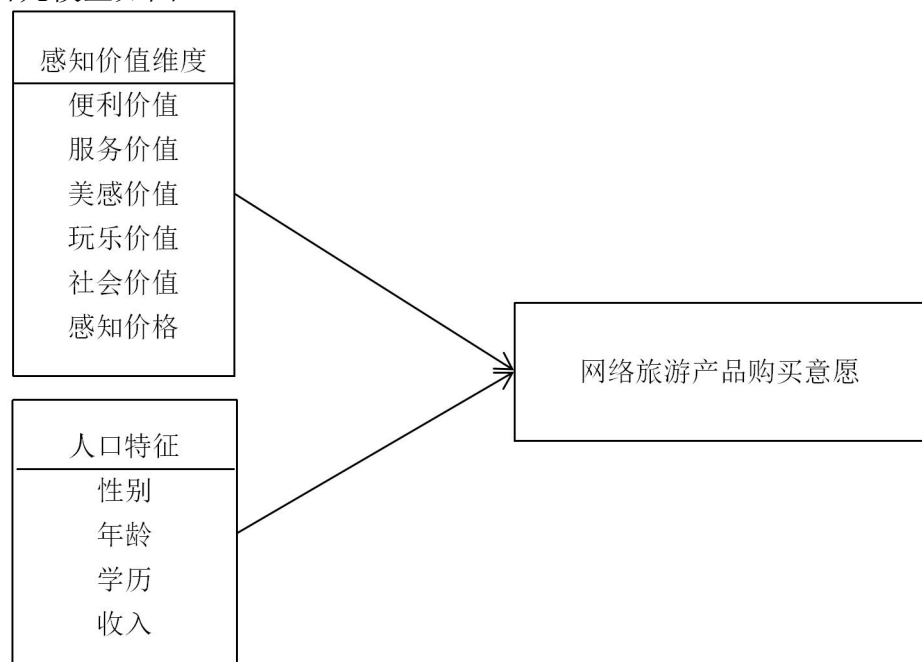 感知价值维度
便利价值
服务价值
美感价值
玩乐价值
社会价值
感知价格
网络旅游产品购买意愿
人口特征
性别
年龄
学历
收入